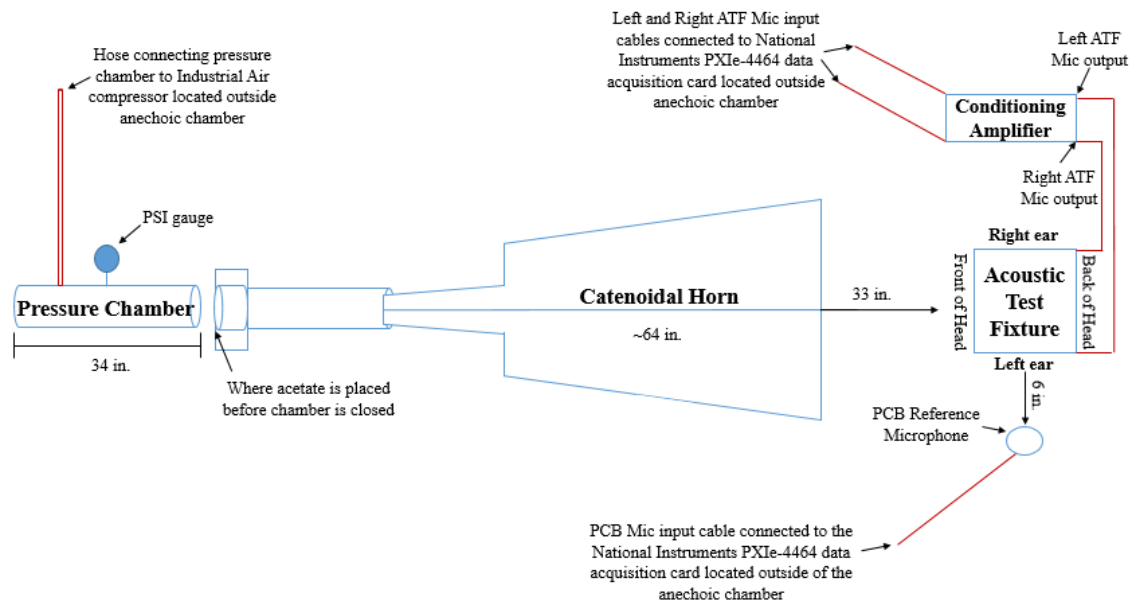 Hose connecting pressure
chamber to Industrial Air
compressor located outside
anechoic chamber
PSI gauge
Pressure Chamber
34 in.
Where acetate is placed
before chamber is closed
Catenoidal Horn
~64 in.
33 in.
Left and Right ATF Mic input
cables connected to National
Instruments PXIe-4464 data
acquisition card located outside
anechoic chamber
Left ATF
Mic output
Conditioning
Amplifier
Right ATF
Mic output
Right ear
Front of Head
Acoustic
Test
Fixture
Back of Head
Left ear
6 in.
PCB Reference
Microphone
PCB Mic input cable connected to the
National Instruments PXIe-4464 data
acquisition card located outside of the
anechoic chamber